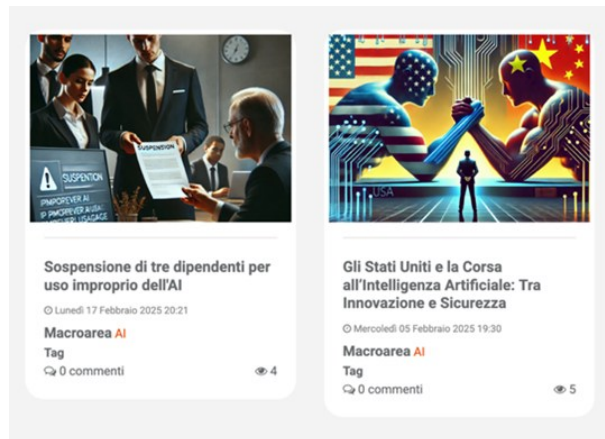 SUSPENSION
SUSPENTION
USA
Sospensione di tre dipendenti per
uso improprio dell'AI
Lunedì 17 Febbraio 2025 20:21
Macroarea AI
Tag
0 commenti 4
Gli Stati Uniti e la Corsa
all'Intelligenza Artificiale: Tra
Innovazione e Sicurezza
Mercoledì 05 Febbraio 2025 19:30
Macroarea AI
Tag
0 commenti 5